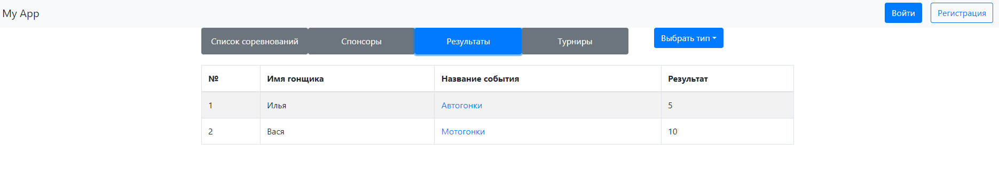 My App Войти Регистрация
Список соревнований Спонсоры Результаты Турниры Выбрать тип
№ Имя гонщика Название события Результат
1 Илья Автогонки 5
2 Вася Мотогонки 10